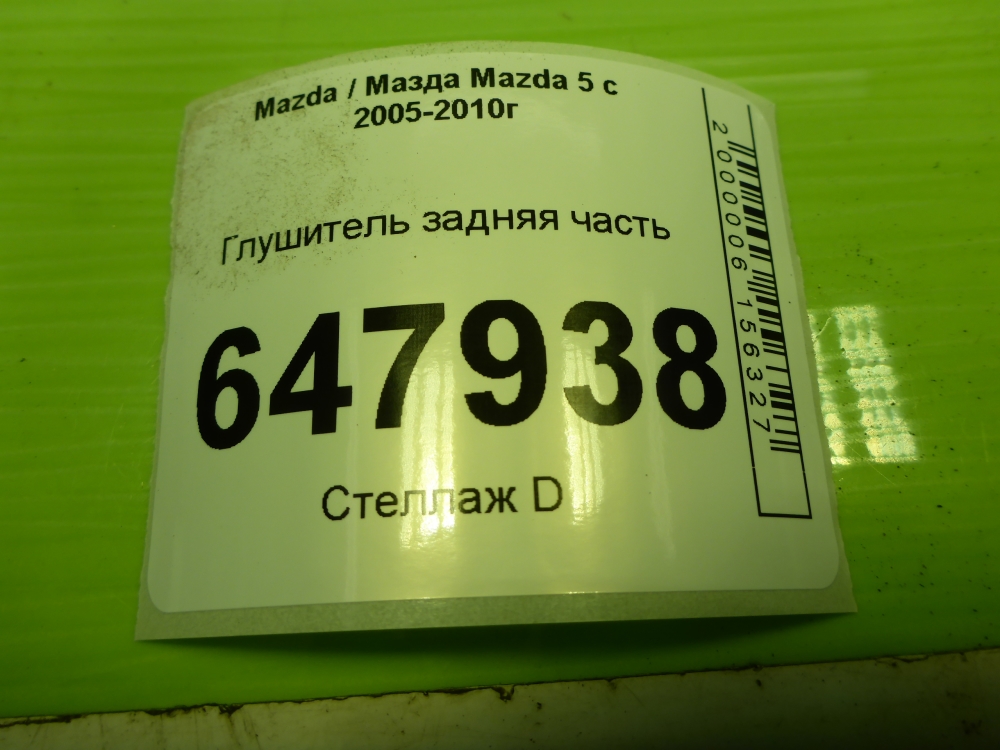 Mazda / Мазда Mazda 5 с
2005-2010г
Глушитель задняя часть
647938
Стеллаж D
2000006156327